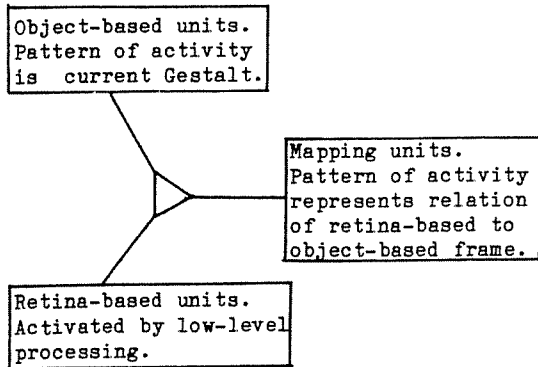 Object-based units.
Pattern of activity
is current Gestalt.
Mapping units.
Pattern of activity
represents relation
of retina-based to
object-based frame.
Retina-based units.
Activated by low-level
processing.